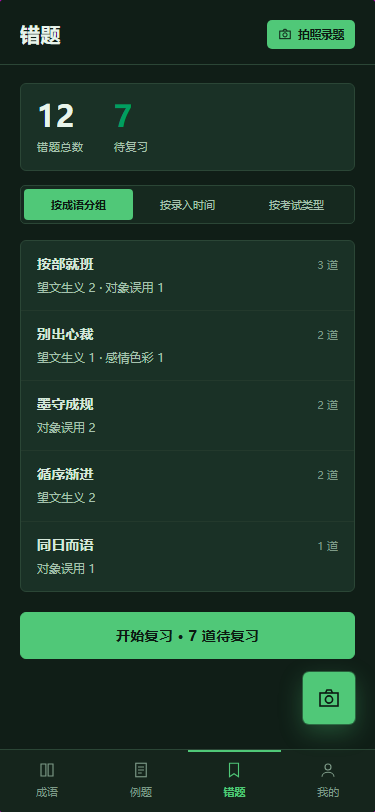 错题
拍照录题
12
7
错题总数
待复习
按成语分组
按录入时间
按考试类型
按部就班
3 道
望文生义 2 · 对象误用 1
别出心裁
2 道
望文生义 1 · 感情色彩 1
墨守成规
2 道
对象误用 2
循序渐进
2 道
望文生义 2
同日而语
1 道
对象误用 1
开始复习 • 7 道待复习
成语
例题
错题
我的